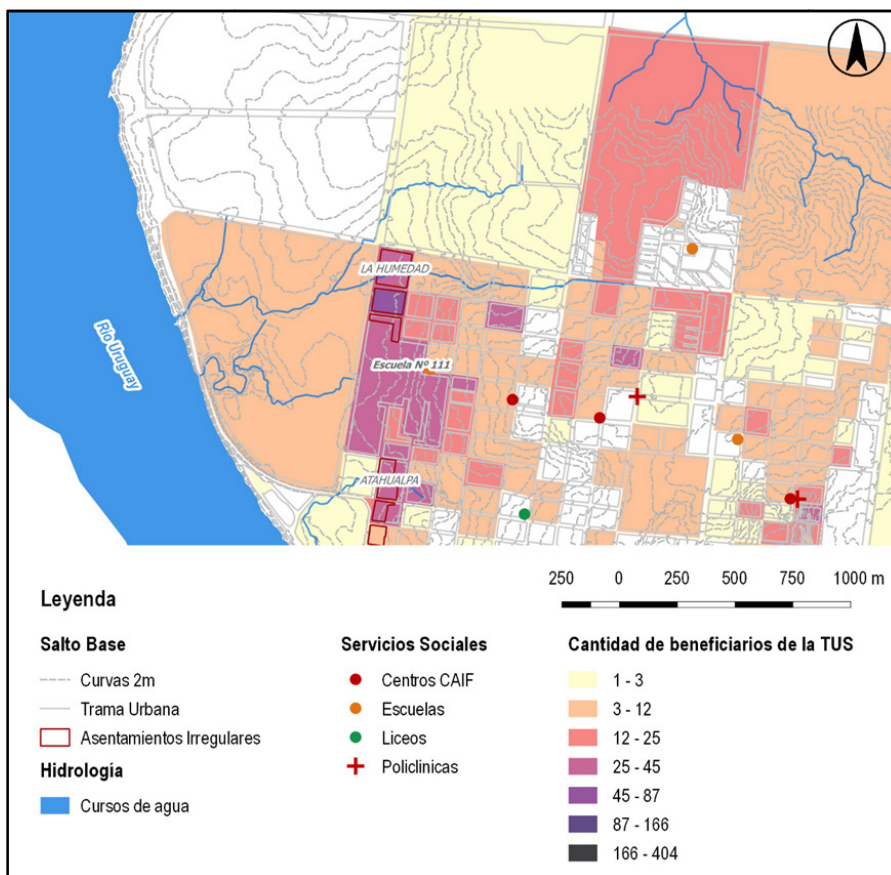 LA HUMEDAD
Río Uruguay
Escuela Nº 111
ATAHUALPA
250 0 250 500 750 1000 m
Leyenda
Salto Base
Curvas 2m
Trama Urbana
Asentamientos Irregulares
Hidrología
Cursos de agua
Servicios Sociales
Centros CAIF
Escuelas
Liceos
Policlinicas
Cantidad de beneficiarios de la TUS
1 - 3
3 - 12
12 - 25
25 - 45
45 - 87
87 - 166
166 - 404